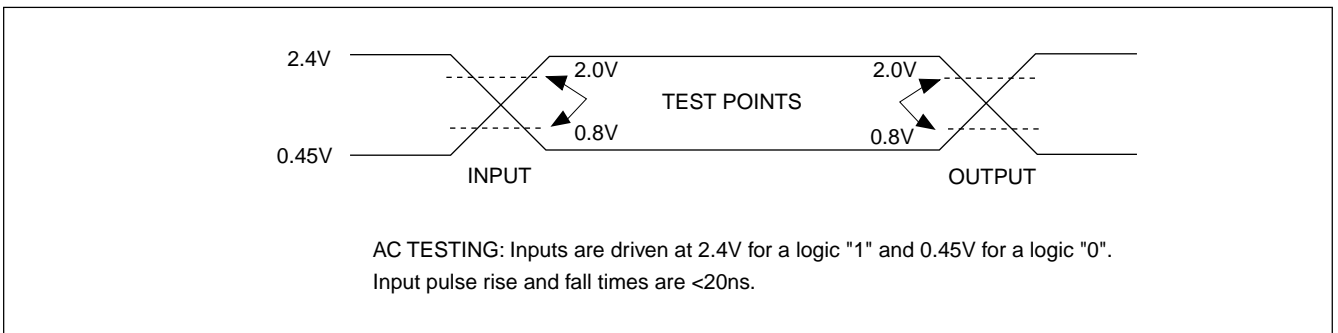 2.4V
2.0V
2.0V
TEST POINTS
0.8V
0.8V
0.45V
INPUT
OUTPUT
AC TESTING: Inputs are driven at 2.4V for a logic "1" and 0.45V for a logic "0".
Input pulse rise and fall times are <20ns.